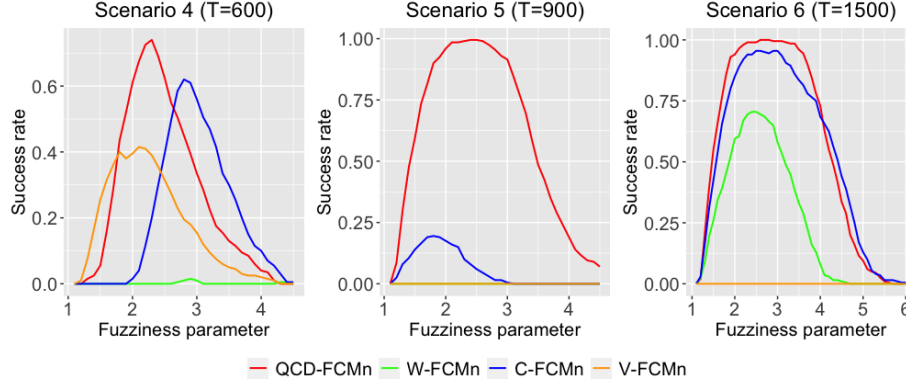 Scenario 4 (T=600)
Success rate
0.6
0.4
0.2
0.0
1 2 3 4
Fuzziness parameter
Scenario 5 (T=900)
Success rate
1.00
0.75
0.50
0.25
0.00
1 2 3 4
Fuzziness parameter
Scenario 6 (T=1500)
Success rate
1.00
0.75
0.50
0.25
0.00
1 2 3 4 5 6
Fuzziness parameter
QCD-FCMn W-FCMn C-FCMn V-FCMn